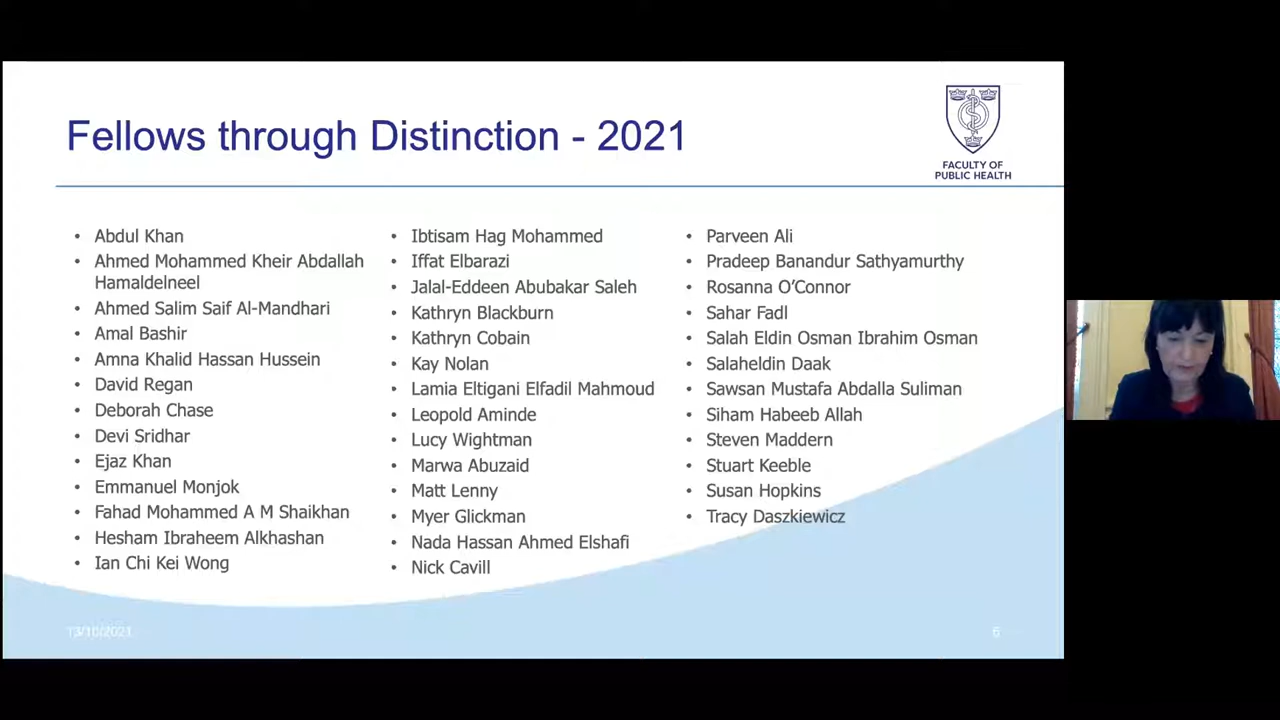 Fellows through Distinction - 2021
FACULTY OF
PUBLIC HEALTH
• Abdul Khan
• Ahmed Mohammed Kheir Abdallah
Hamaldelneel
• Ahmed Salim Saif Al-Mandhari
• Amal Bashir
• Amna Khalid Hassan Hussein
• David Regan
• Deborah Chase
• Devi Sridhar
• Ejaz Khan
• Emmanuel Monjok
• Fahad Mohammed A M Shaikhan
• Hesham Ibraheem Alkhashan
• Ian Chi Kei Wong
• Ibtisam Hag Mohammed
• Iffat Elbarazi
• Jalal-Eddeen Abubakar Saleh
• Kathryn Blackburn
• Kathryn Cobain
• Kay Nolan
• Lamia Eltigani Elfadil Mahmoud
• Leopold Aminde
• Lucy Wightman
• Marwa Abuzaid
• Matt Lenny
• Myer Glickman
• Nada Hassan Ahmed Elshafi
• Nick Cavill
• Parveen Ali
• Pradeep Banandur Sathyamurthy
• Rosanna O’Connor
• Sahar Fadl
• Salah Eldin Osman Ibrahim Osman
• Salaheldin Daak
• Sawsan Mustafa Abdalla Suliman
• Siham Habeeb Allah
• Steven Maddern
• Stuart Keeble
• Susan Hopkins
• Tracy Daszkiewicz
13/10/2021
6